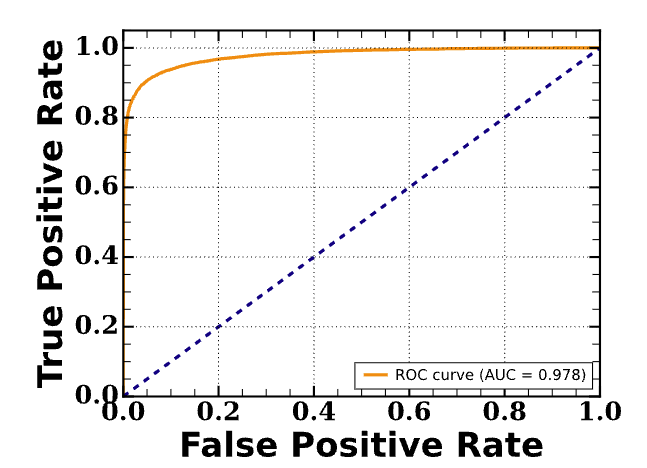 True Positive Rate
1.0
0.8
0.6
0.4
0.2
0.0
ROC curve (AUC = 0.978)
0.0 0.2 0.4 0.6 0.8 1.0
False Positive Rate